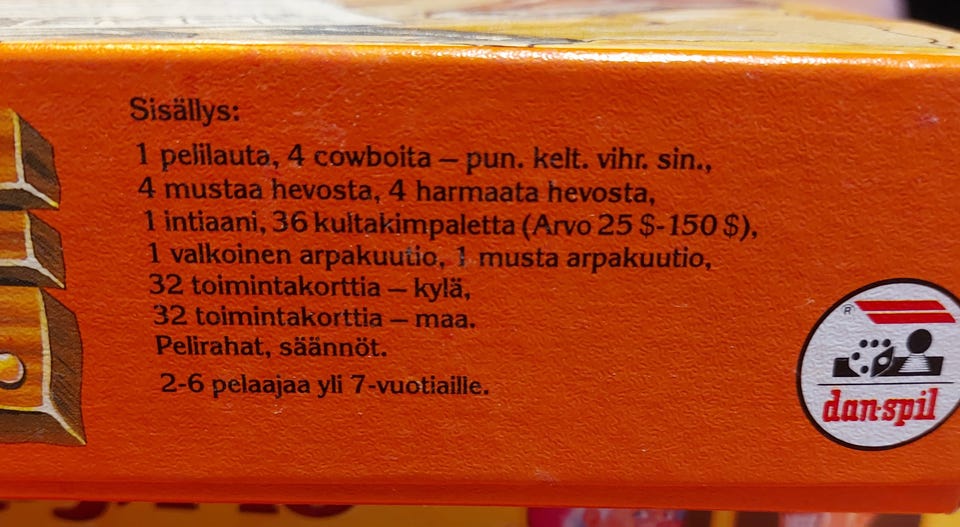 Sisällys:
1 pelilauta, 4 cowboita – pun. kelt. vihr. sin.,
4 mustaa hevosta, 4 harmaata hevosta,
1 intiaani, 36 kultakimpaletta (Arvo 25 $-150 $),
1 valkoinen arpakuutio, 1 musta arpakuutio,
32 toimintakorttia – kylä,
32 toimintakorttia – maa.
Pelirahat, säännöt.
2-6 pelaajaa yli 7-vuotiaille.
R
dan-spil